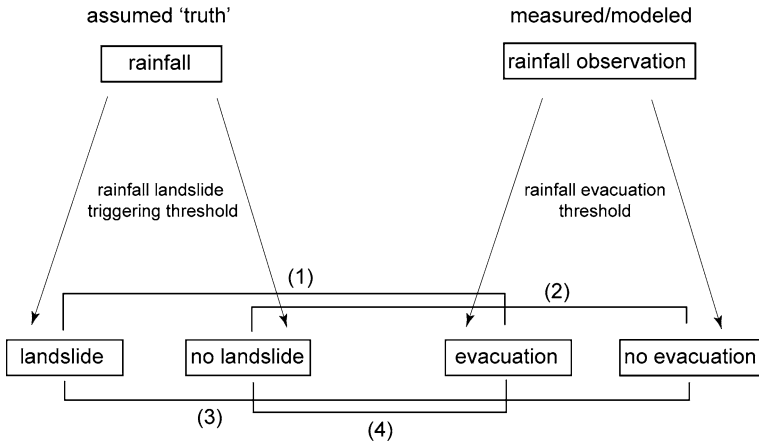 assumed ‘truth’
measured/modeled
rainfall
rainfall observation
rainfall landslide
triggering threshold
rainfall evacuation
threshold
(1)
(2)
landslide
no landslide
evacuation
no evacuation
(3)
(4)